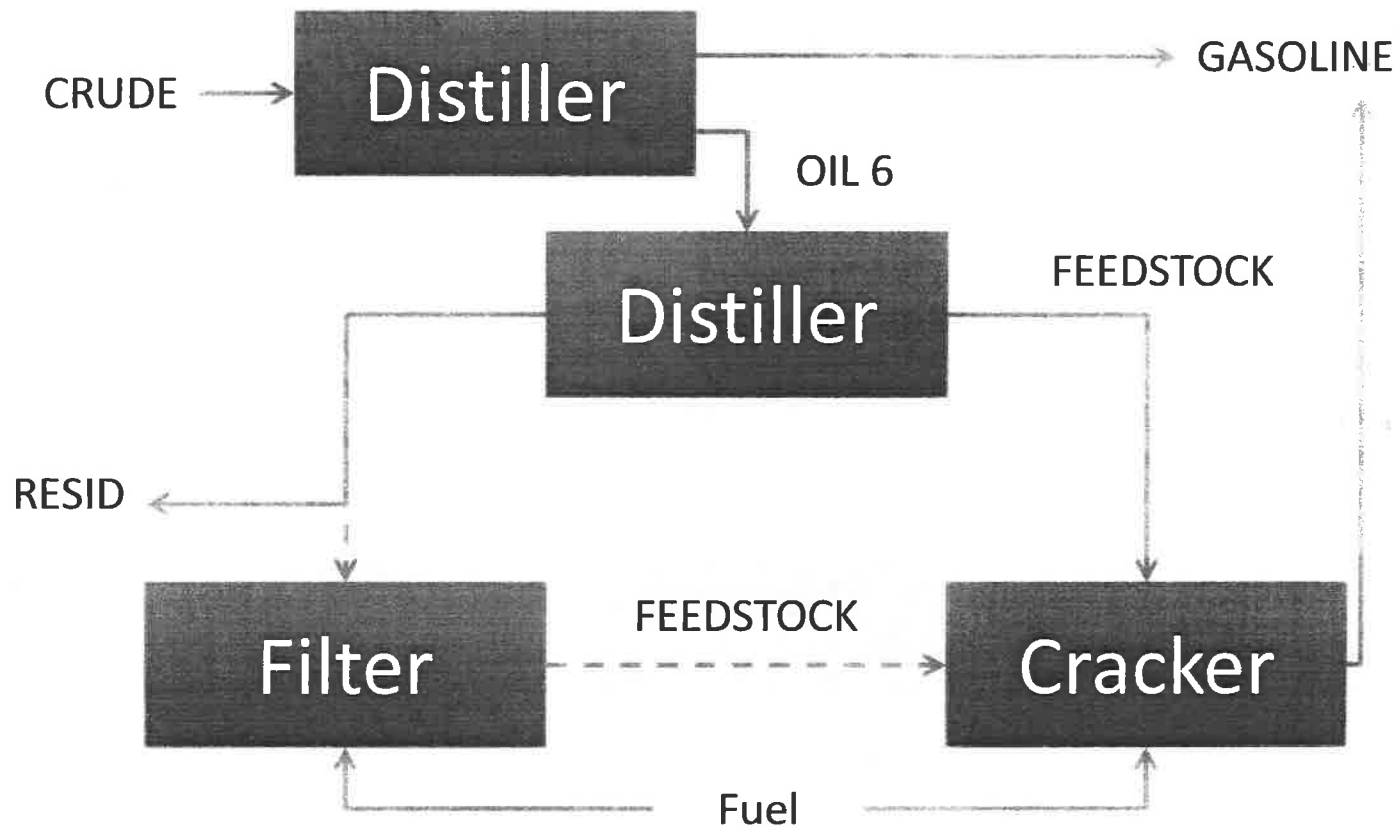 Distiller
GASOLINE
CRUDE
OIL 6
Distiller
FEEDSTOCK
RESID
Filter
FEEDSTOCK
Cracker
Fuel